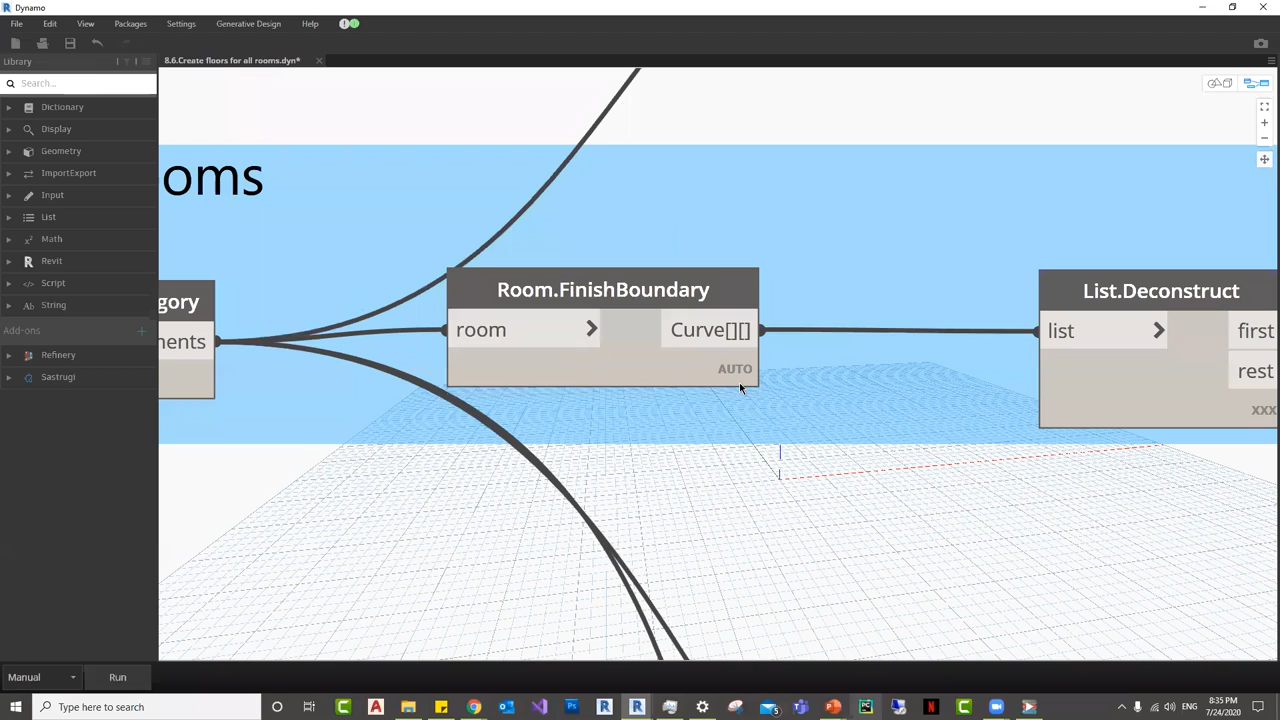 Dynamo
File Edit View Packages Settings Generative Design Help !
8.6.Create floors for all rooms.dyn*
Library
Search...
Dictionary
Display
Geometry
ImportExport
Input
List
Math
Revit
Script
String
Add-ons
Refinery
Sastrugi
ooms
gory
nents
Room.FinishBoundary
room
Curve[][]
AUTO
List.Deconstruct
list
first
rest
XXX
Manual
Run
Type here to search
ENG
8:35 PM
7/24/2020